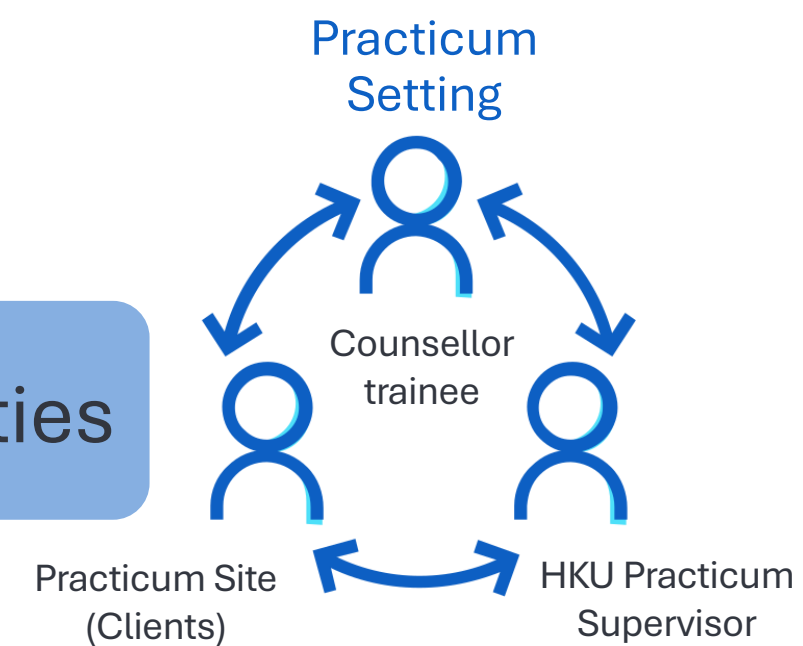 Practicum
Setting
Counsellor
trainee
ties
Practicum Site
(Clients)
HKU Practicum
Supervisor